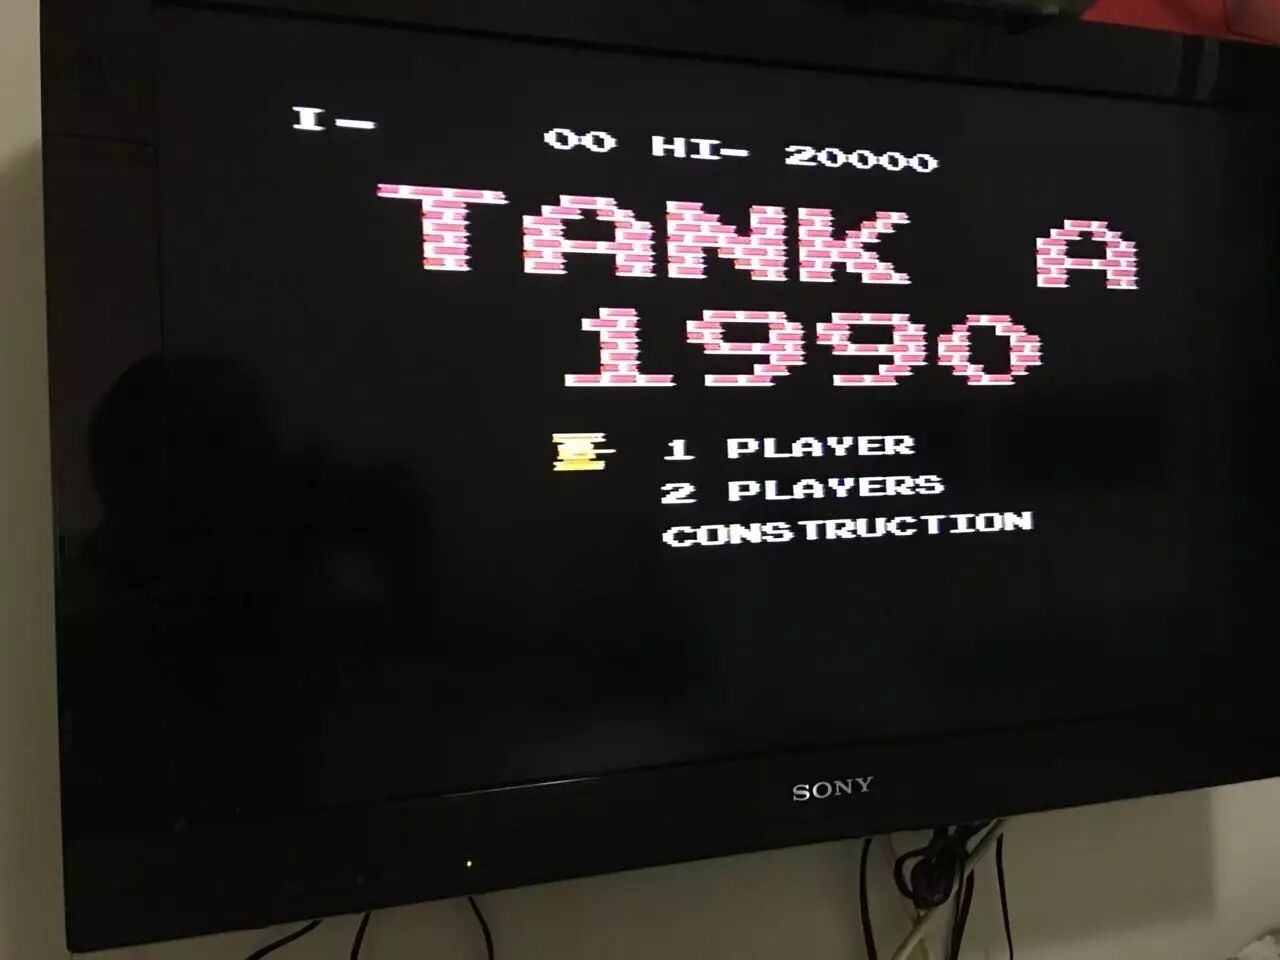 I- 00 HI- 20000
TANK A
1990
1 PLAYER
2 PLAYERS
CONSTRUCTION
SONY